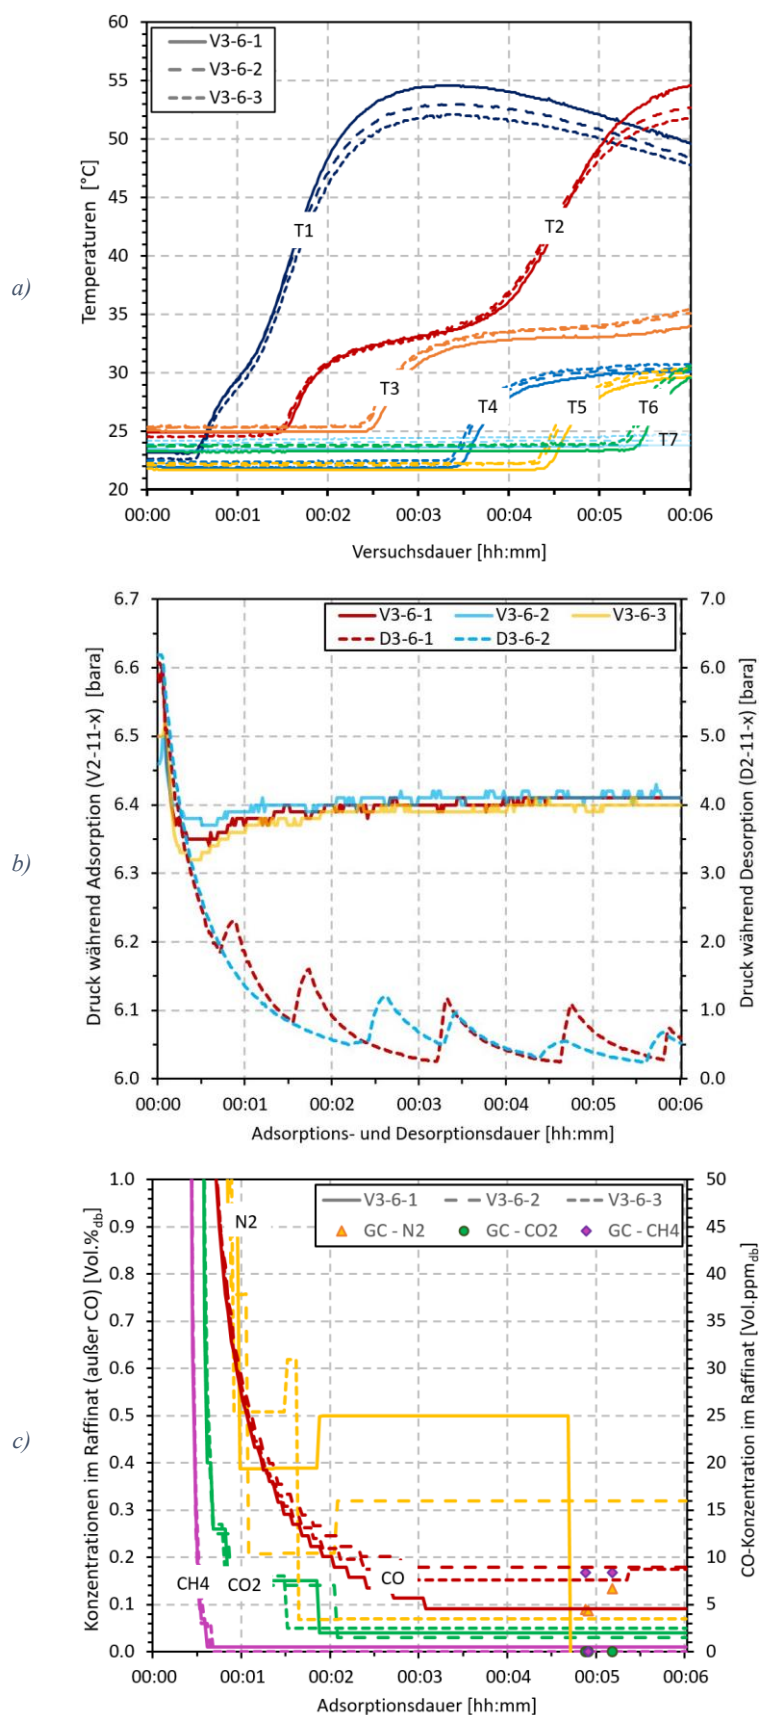 a)
Temperaturen [°C]
60
55
50
45
40
35
30
25
20
V3-6-1
V3-6-2
V3-6-3
T1
T2
T3
T4
T5
T6
T7
00:00 00:01 00:02 00:03 00:04 00:05 00:06
Versuchsdauer [hh:mm]
b)
Druck während Adsorption (V2-11-x) [bara]
6.7
6.6
6.5
6.4
6.3
6.2
6.1
6.0
V3-6-1 V3-6-2 V3-6-3
D3-6-1 D3-6-2
7.0
6.0
5.0
4.0
3.0
2.0
1.0
0.0
Druck während Desorption (D2-11-x) [bara]
00:00 00:01 00:02 00:03 00:04 00:05 00:06
Adsorptions- und Desorptionsdauer [hh:mm]
c)
Konzentrationen im Raffinat (außer CO) [Vol.%db]
1.0
0.9
0.8
0.7
0.6
0.5
0.4
0.3
0.2
0.1
0.0
V3-6-1 V3-6-2 V3-6-3
GC - N2 GC - CO2 GC - CH4
N2
CH4
CO2
CO
50
45
40
35
30
25
20
15
10
5
0
CO-Konzentration im Raffinat [Vol.ppmdb]
00:00 00:01 00:02 00:03 00:04 00:05 00:06
Adsorptionsdauer [hh:mm]